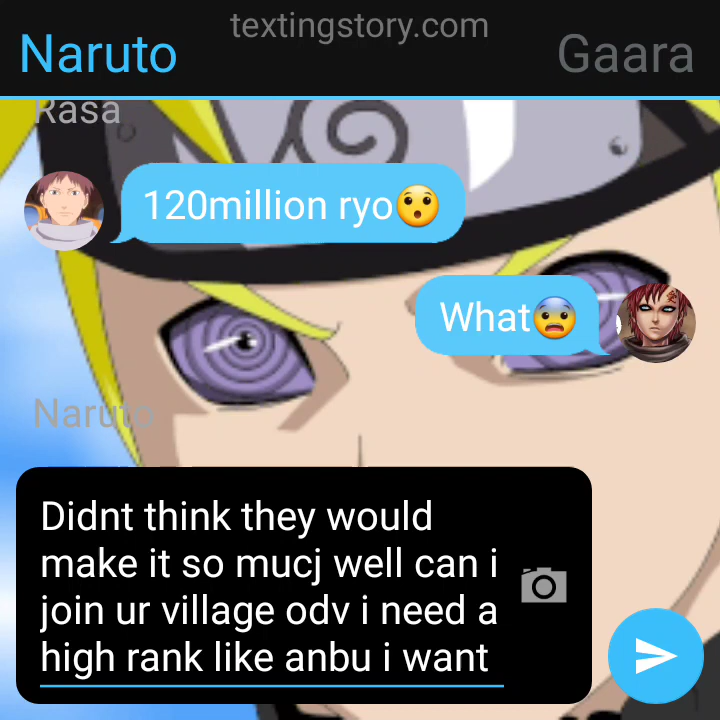 textingstory.com
Naruto Gaara
Rasa
120million ryo😯
What😨
Naruto
Didnt think they would
make it so mucj well can i
join ur village odv i need a
high rank like anbu i want